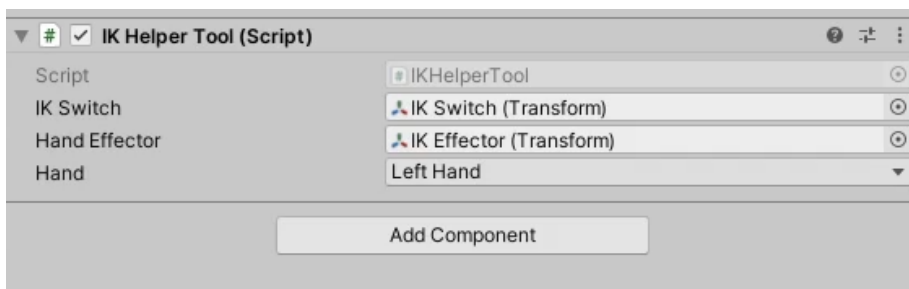 IK Helper Tool (Script)
Script IKHelperTool
IK Switch IK Switch (Transform)
Hand Effector IK Effector (Transform)
Hand Left Hand
Add Component